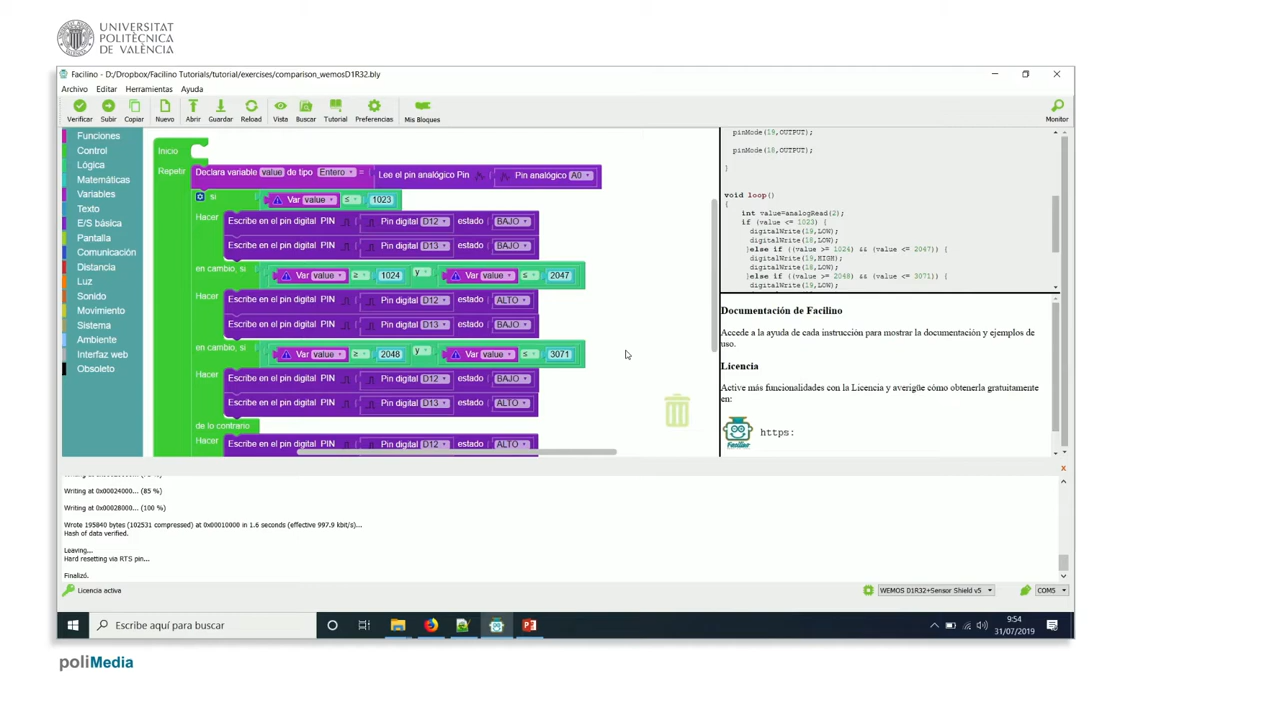 UNIVERSITAT
POLITÈCNICA
DE VALÈNCIA
Facilino - D:/Dropbox/Facilino Tutorials/tutorial/exercises/comparison_wemosD1R32.bly
Archivo Editar Herramientas Ayuda
Verificar Subir Copiar Nuevo Abrir Guardar Reload Vista Buscar Tutorial Preferencias Mis Bloques Monitor
Funciones
Control
Lógica
Matemáticas
Variables
Texto
E/S básica
Pantalla
Comunicación
Distancia
Luz
Sonido
Movimiento
Sistema
Ambiente
Interfaz web
Obsoleto
Inicio
Repetir Declara variable value de tipo Entero = Lee el pin analógico Pin Pin analógico A0
si Var value ≤ 1023
Hacer Escribe en el pin digital PIN Pin digital D12 estado BAJO
Escribe en el pin digital PIN Pin digital D13 estado BAJO
en cambio, si Var value ≥ 1024 y Var value ≤ 2047
Hacer Escribe en el pin digital PIN Pin digital D12 estado ALTO
Escribe en el pin digital PIN Pin digital D13 estado BAJO
en cambio, si Var value ≥ 2048 y Var value ≤ 3071
Hacer Escribe en el pin digital PIN Pin digital D12 estado BAJO
Escribe en el pin digital PIN Pin digital D13 estado ALTO
de lo contrario
Hacer Escribe en el pin digital PIN Pin digital D12 estado ALTO
pinMode(19,OUTPUT);
pinMode(18,OUTPUT);
}
void loop()
{
int value=analogRead(2);
if (value <= 1023) {
digitalWrite(19,LOW);
digitalWrite(18,LOW);
}else if ((value >= 1024) && (value <= 2047)) {
digitalWrite(19,HIGH);
digitalWrite(18,LOW);
}else if ((value >= 2048) && (value <= 3071)) {
digitalWrite(19,LOW);
Documentación de Facilino
Accede a la ayuda de cada instrucción para mostrar la documentación y ejemplos de
uso.
Licencia
Active más funcionalidades con la Licencia y averigüe cómo obtenerla gratuitamente
en:
Facilino
https:
x
Writing at 0x00024000... (85 %)
Writing at 0x00028000... (100 %)
Wrote 195840 bytes (102531 compressed) at 0x00010000 in 1.6 seconds (effective 997.9 kbit/s)...
Hash of data verified.
Leaving...
Hard resetting via RTS pin...
Finalizó.
Licencia activa
WEMOS D1R32+Sensor Shield v5
COM5
Escribe aquí para buscar
9:54
31/07/2019
poliMedia